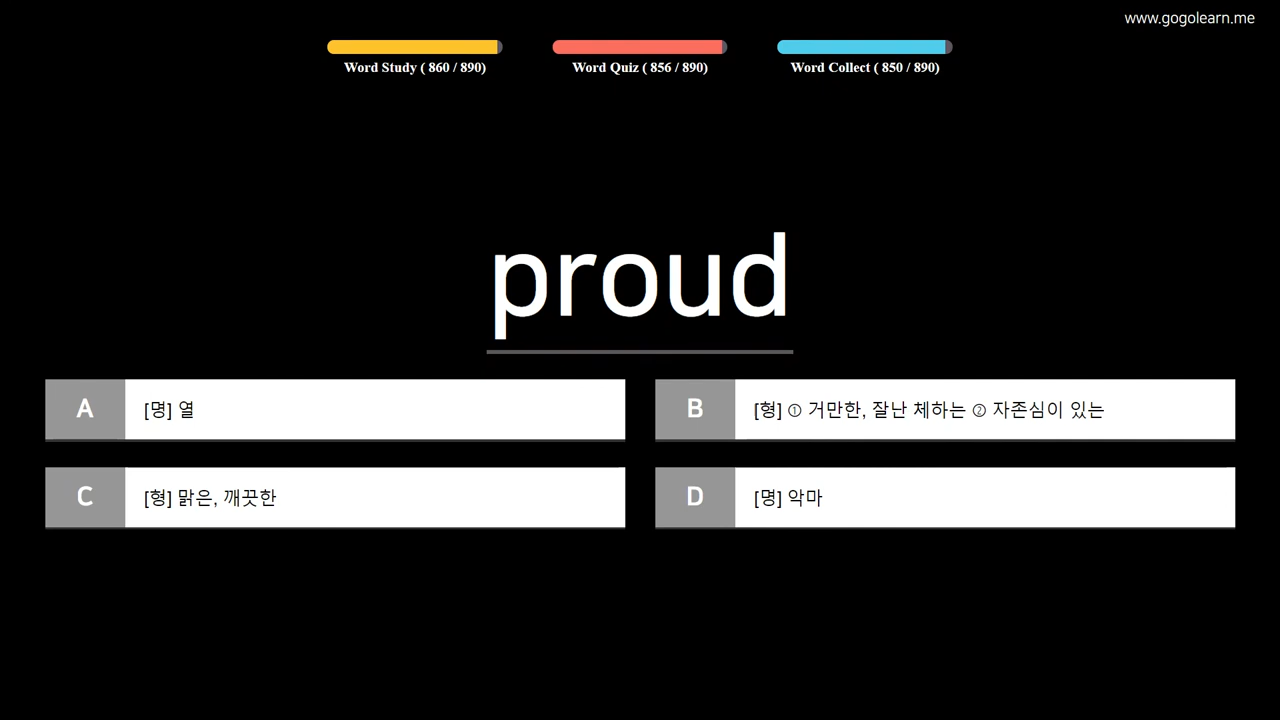 www.gogolearn.me
Word Study ( 860 / 890)
Word Quiz ( 856 / 890)
Word Collect ( 850 / 890)
proud
A [명] 열
B [형] ① 거만한, 잘난 체하는 ② 자존심이 있는
C [형] 맑은, 깨끗한
D [명] 악마